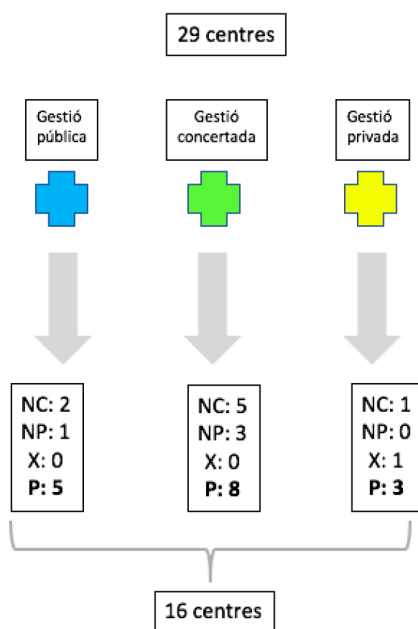 29 centres
Gestió
pública
Gestió
concertada
Gestió
privada
NC: 2
NP: 1
X: 0
P: 5
NC: 5
NP: 3
X: 0
P: 8
NC: 1
NP: 0
X: 1
P: 3
16 centres